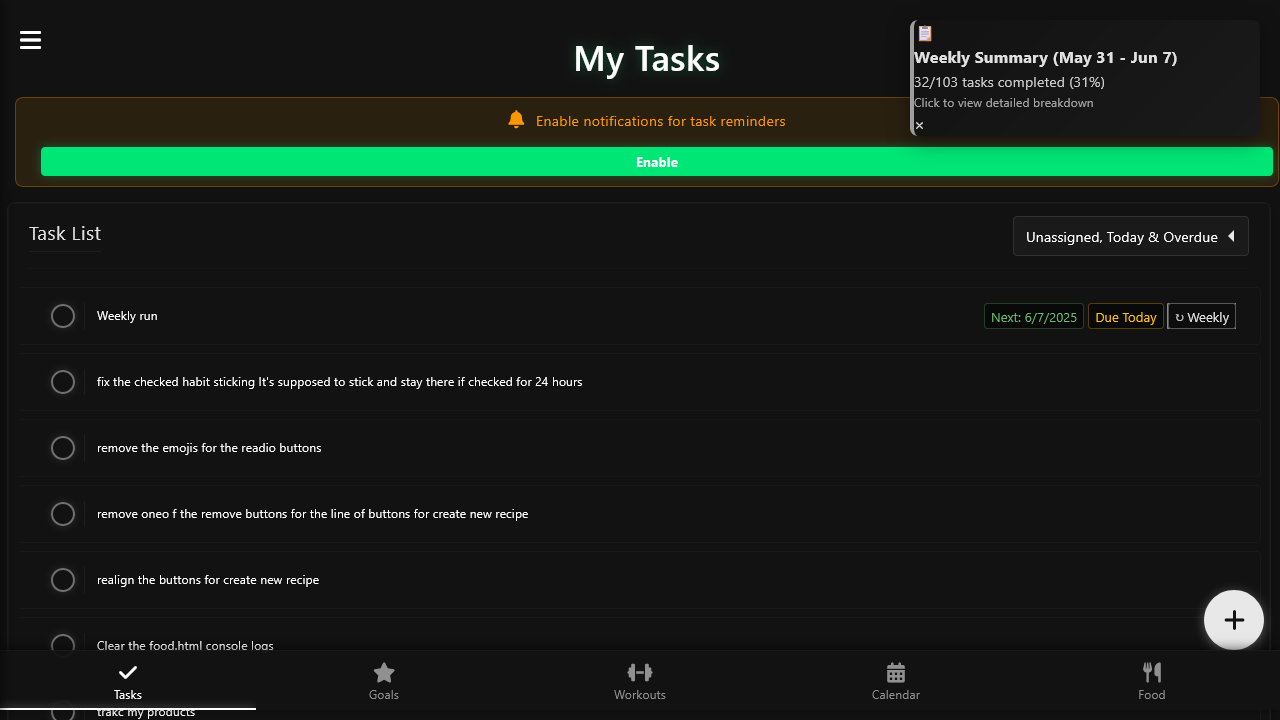 My Tasks
Weekly Summary (May 31 - Jun 7)
32/103 tasks completed (31%)
Click to view detailed breakdown
×
Enable notifications for task reminders
Enable
Task List
Unassigned, Today & Overdue
Weekly run
Next: 6/7/2025 Due Today ↻ Weekly
fix the checked habit sticking It's supposed to stick and stay there if checked for 24 hours
remove the emojis for the readio buttons
remove oneo f the remove buttons for the line of buttons for create new recipe
realign the buttons for create new recipe
Clear the food.html console logs
+
Tasks
Goals
Workouts
Calendar
Food
trakc my products